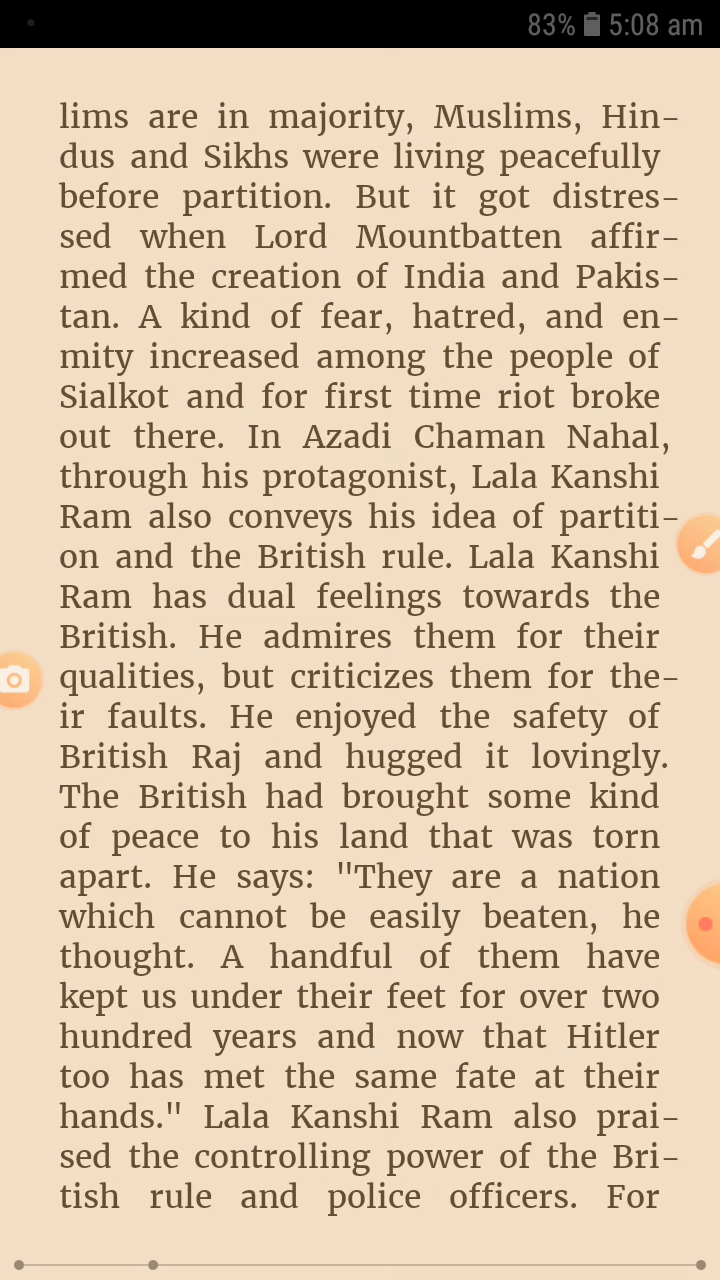 83% 5:08 am
lims are in majority, Muslims, Hin-
dus and Sikhs were living peacefully
before partition. But it got distres-
sed when Lord Mountbatten affir-
med the creation of India and Pakis-
tan. A kind of fear, hatred, and en-
mity increased among the people of
Sialkot and for first time riot broke
out there. In Azadi Chaman Nahal,
through his protagonist, Lala Kanshi
Ram also conveys his idea of partiti-
on and the British rule. Lala Kanshi
Ram has dual feelings towards the
British. He admires them for their
qualities, but criticizes them for the-
ir faults. He enjoyed the safety of
British Raj and hugged it lovingly.
The British had brought some kind
of peace to his land that was torn
apart. He says: "They are a nation
which cannot be easily beaten, he
thought. A handful of them have
kept us under their feet for over two
hundred years and now that Hitler
too has met the same fate at their
hands." Lala Kanshi Ram also prai-
sed the controlling power of the Bri-
tish rule and police officers. For